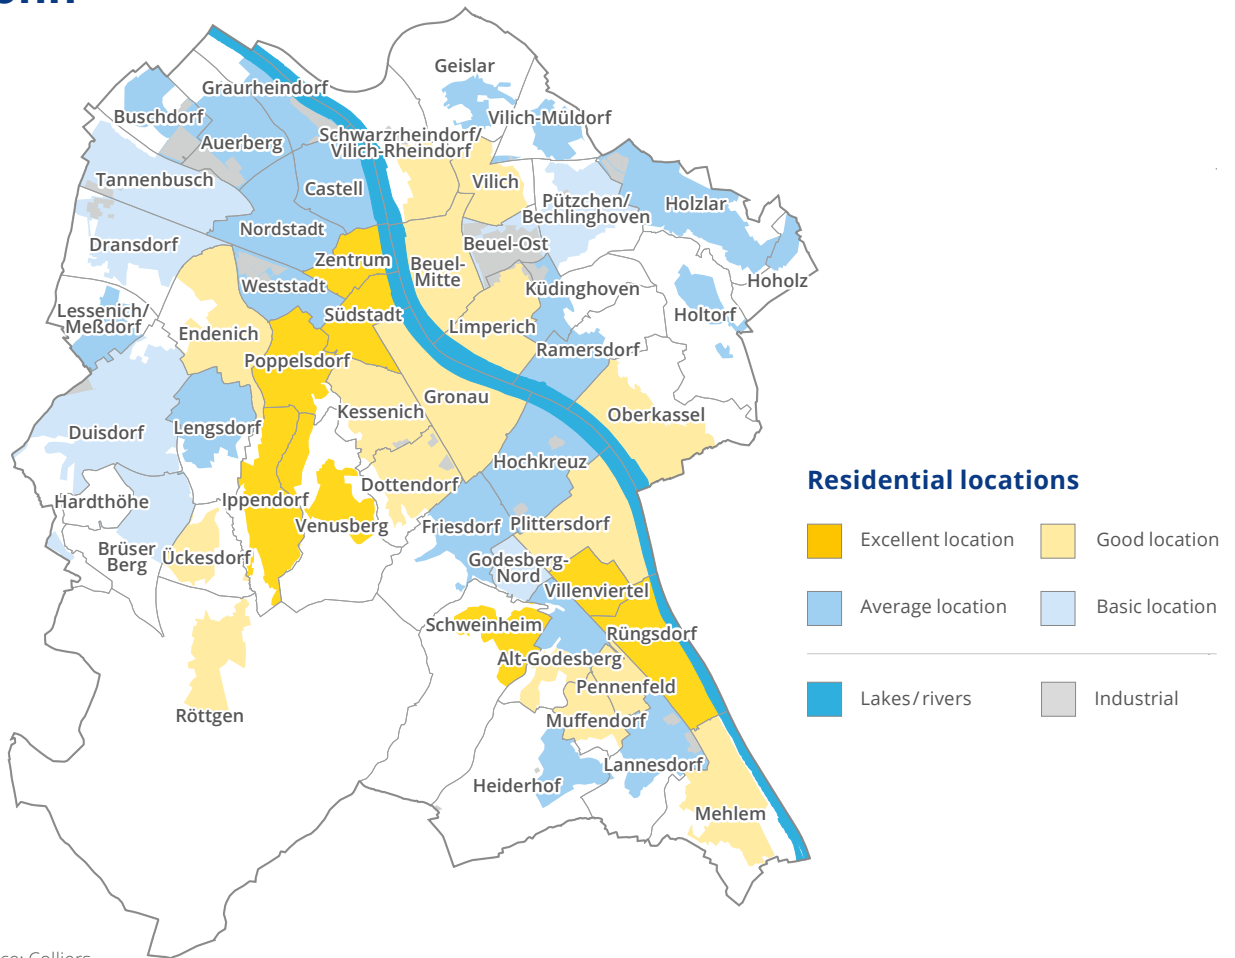 Geislar
Graurheindorf
Buschdorf
Vilich-Müldorf
Auerberg
Schwarzrheindorf/
Vilich-Rheindorf
Tannenbusch
Castell
Vilich
Pützchen/
Bechlinghoven
Holzlar
Nordstadt
Dransdorf
Beuel-Ost
Zentrum
Beuel-
Mitte
Weststadt
Küdinghoven
Hoholz
Lessenich/
Meßdorf
Südstadt
Holtorf
Endenich
Limperich
Ramersdorf
Poppelsdorf
Gronau
Kessenich
Oberkassel
Lengsdorf
Duisdorf
Hochkreuz
Residential locations
Dottendorf
Hardthöhe
Ippendorf
Venusberg
Friesdorf
Plittersdorf
Excellent location
Good location
Brüser
Berg
Ückesdorf
Godesberg-
Nord
Villenviertel
Average location
Basic location
Schweinheim
Rüngsdorf
Alt-Godesberg
Pennenfeld
Lakes/rivers
Industrial
Röttgen
Muffendorf
Lannesdorf
Heiderhof
Mehlem